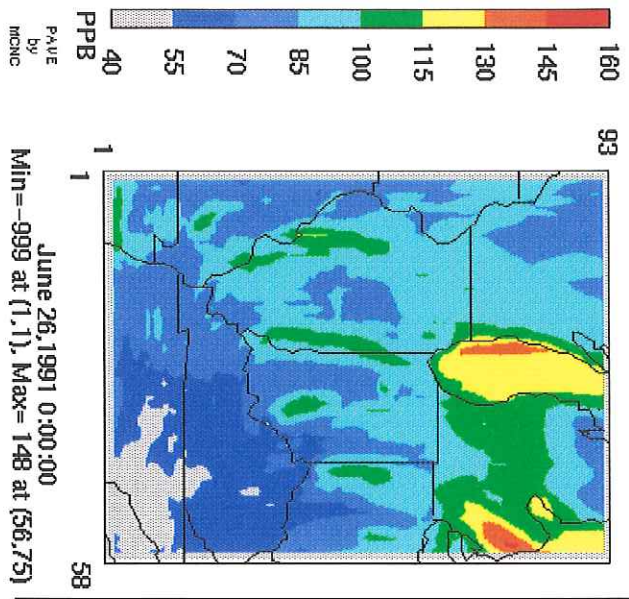 PPB
160
145
130
115
100
85
70
55
40
PAVE
by
MCNC
93
1
1
58
June 26,1991 0:00:00
Min=-999 at (1,1), Max= 148 at (56,75)